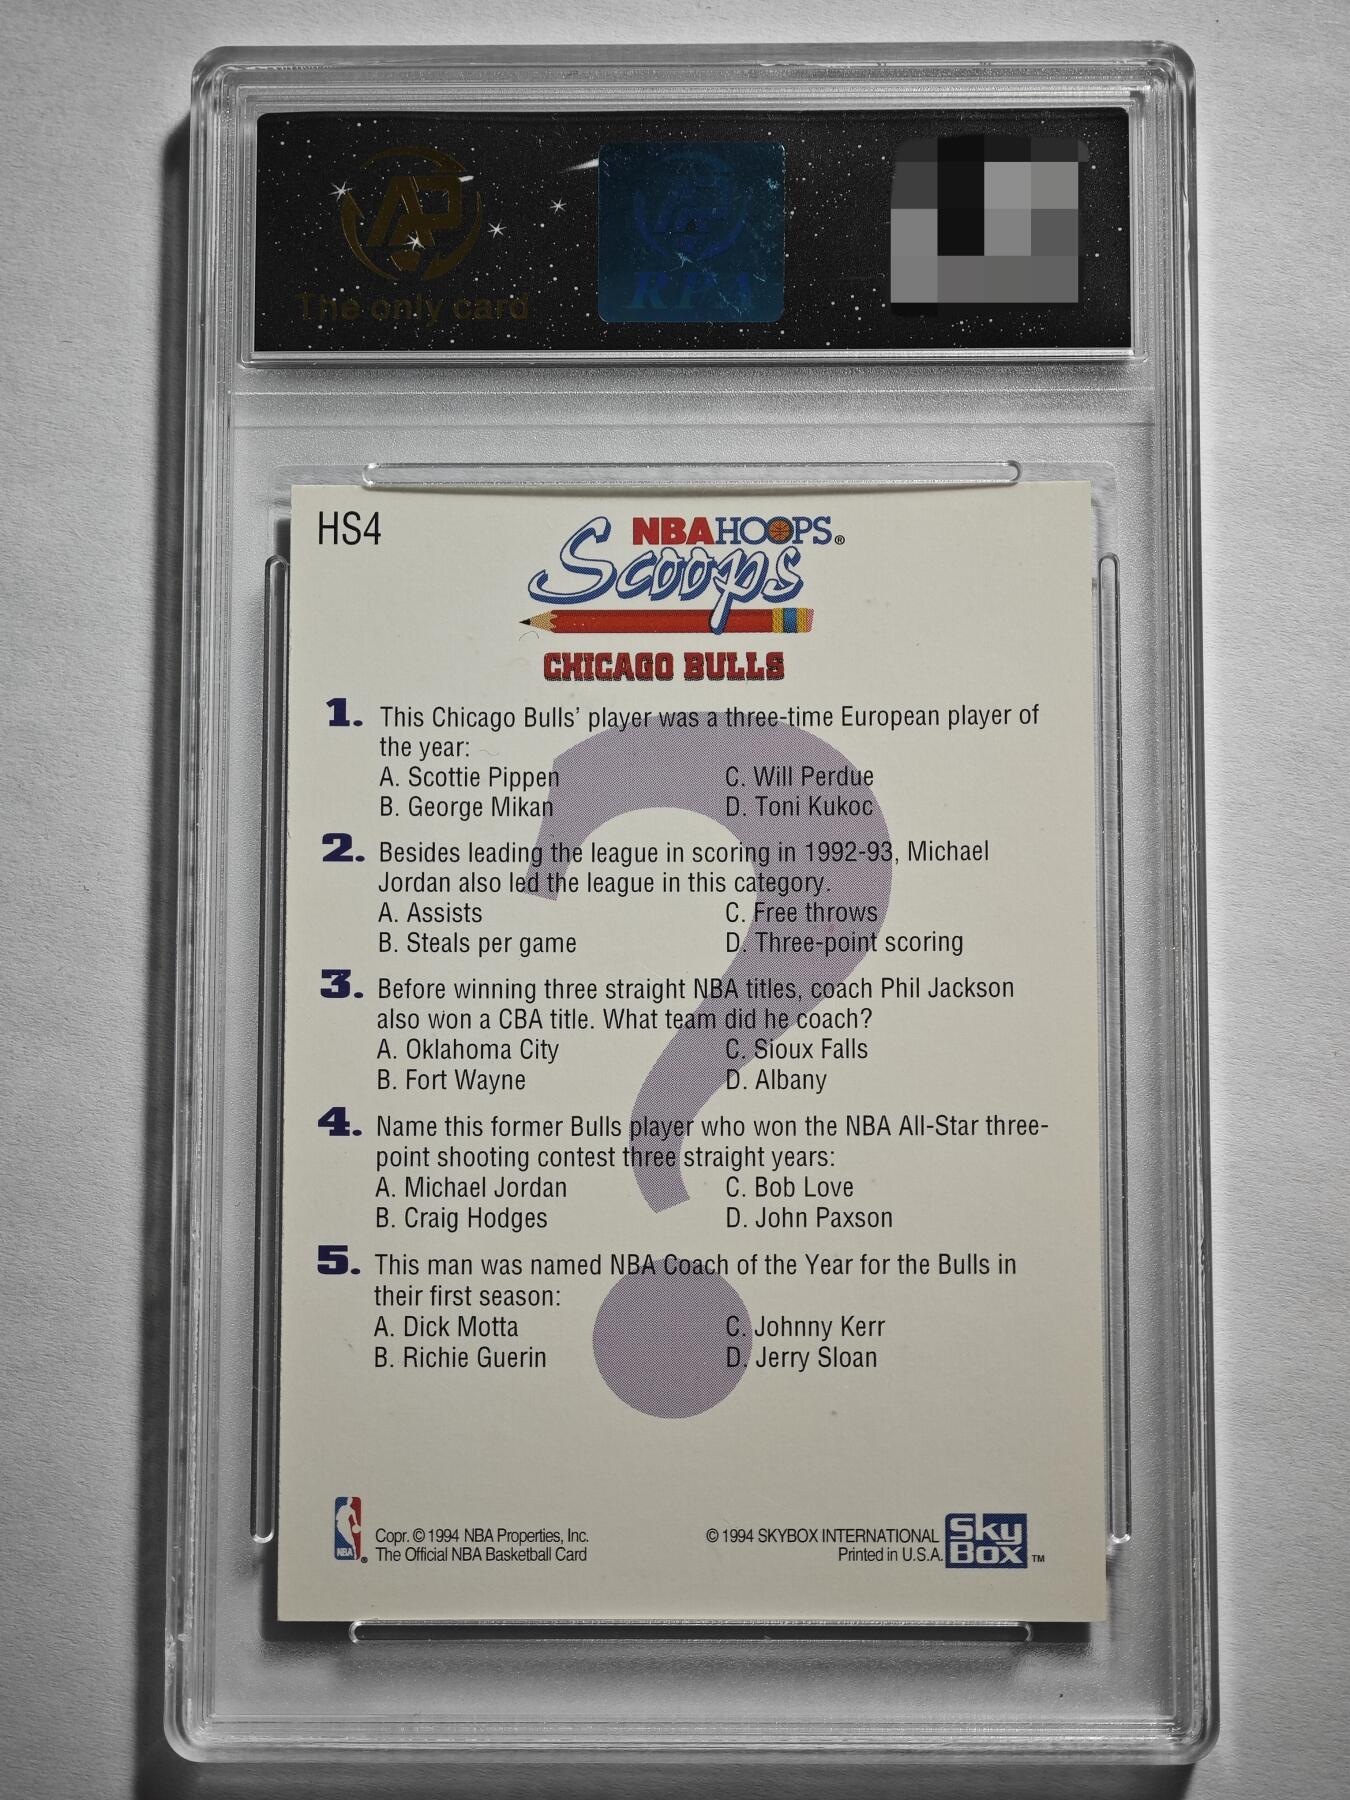 The only card
RPA
HS4
NBA HOOPS®
Scoops
CHICAGO BULLS
1. This Chicago Bulls' player was a three-time European player of
the year:
A. Scottie Pippen C. Will Perdue
B. George Mikan D. Toni Kukoc
2. Besides leading the league in scoring in 1992-93, Michael
Jordan also led the league in this category.
A. Assists C. Free throws
B. Steals per game D. Three-point scoring
3. Before winning three straight NBA titles, coach Phil Jackson
also won a CBA title. What team did he coach?
A. Oklahoma City C. Sioux Falls
B. Fort Wayne D. Albany
4. Name this former Bulls player who won the NBA All-Star three-
point shooting contest three straight years:
A. Michael Jordan C. Bob Love
B. Craig Hodges D. John Paxson
5. This man was named NBA Coach of the Year for the Bulls in
their first season:
A. Dick Motta C. Johnny Kerr
B. Richie Guerin D. Jerry Sloan
NBA®
Copr. © 1994 NBA Properties, Inc.
The Official NBA Basketball Card
© 1994 SKYBOX INTERNATIONAL
Printed in U.S.A.
Sky
Box™